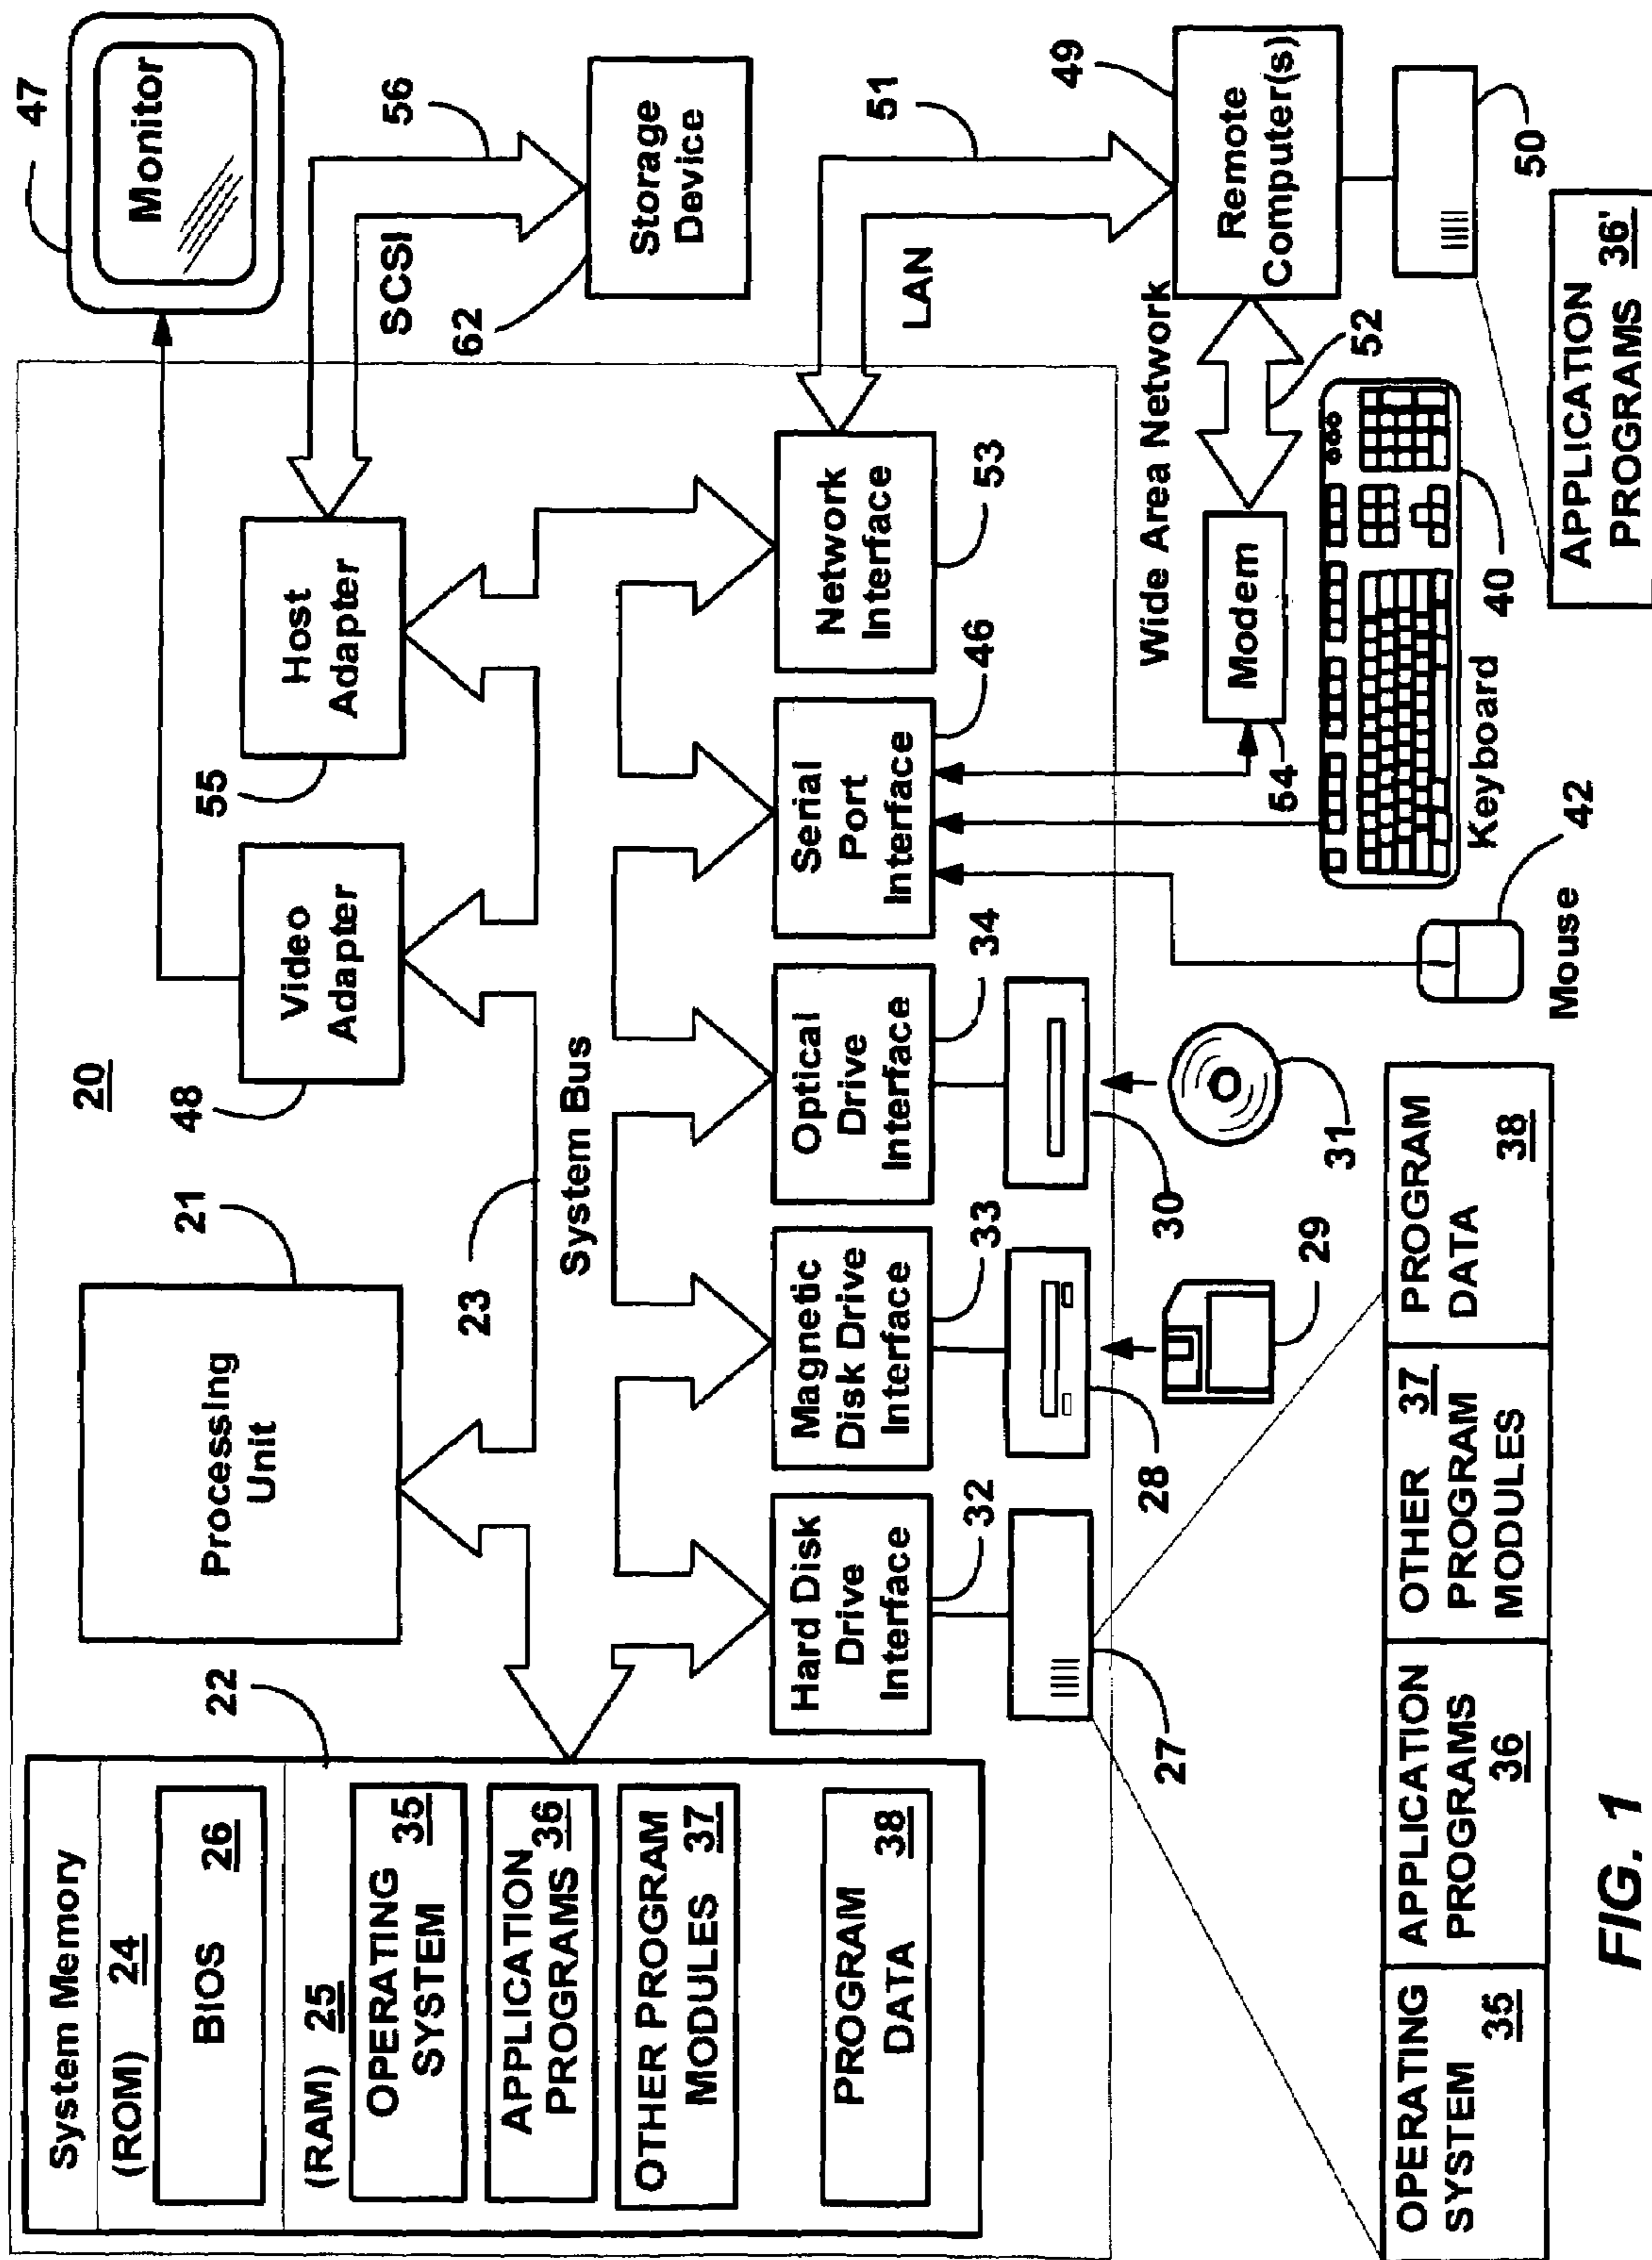 System Memory
(ROM) 24
BIOS 26
(RAM) 25
OPERATING
SYSTEM 35
APPLICATION
PROGRAMS 36
OTHER PROGRAM
MODULES 37
PROGRAM
DATA 38
22
Processing
Unit
21
20
48
Video
Adapter
55
Host
Adapter
47
Monitor
SCSI
56
62
Storage
Device
23
System Bus
Hard Disk
Drive
Interface
32
Magnetic
Disk Drive
Interface
33
Optical
Drive
Interface
34
Serial
Port
Interface
46
Network
Interface
53
LAN
51
27
28
29
30
31
Wide Area Network
Modem
54
52
49
Remote
Computer(s)
50
Keyboard
40
Mouse
42
OPERATING
SYSTEM
35
APPLICATION
PROGRAMS
36
OTHER 37
PROGRAM
MODULES
PROGRAM
DATA
38
APPLICATION
PROGRAMS 36'
FIG. 1